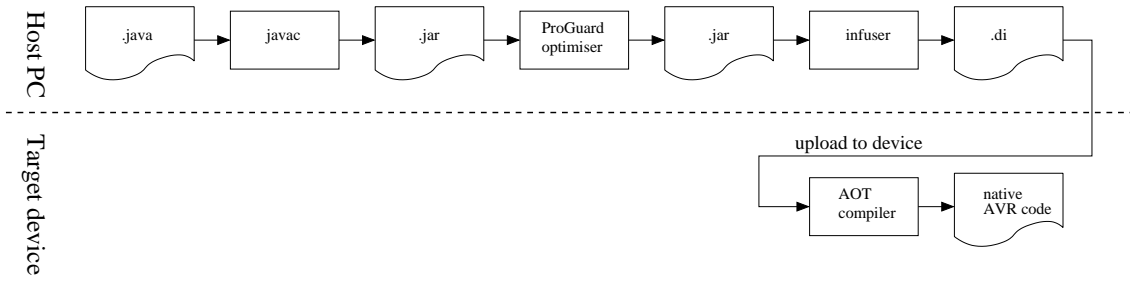 Host PC
.java
javac
.jar
ProGuard
optimiser
.jar
infuser
.di
Target device
upload to device
AOT
compiler
native
AVR code